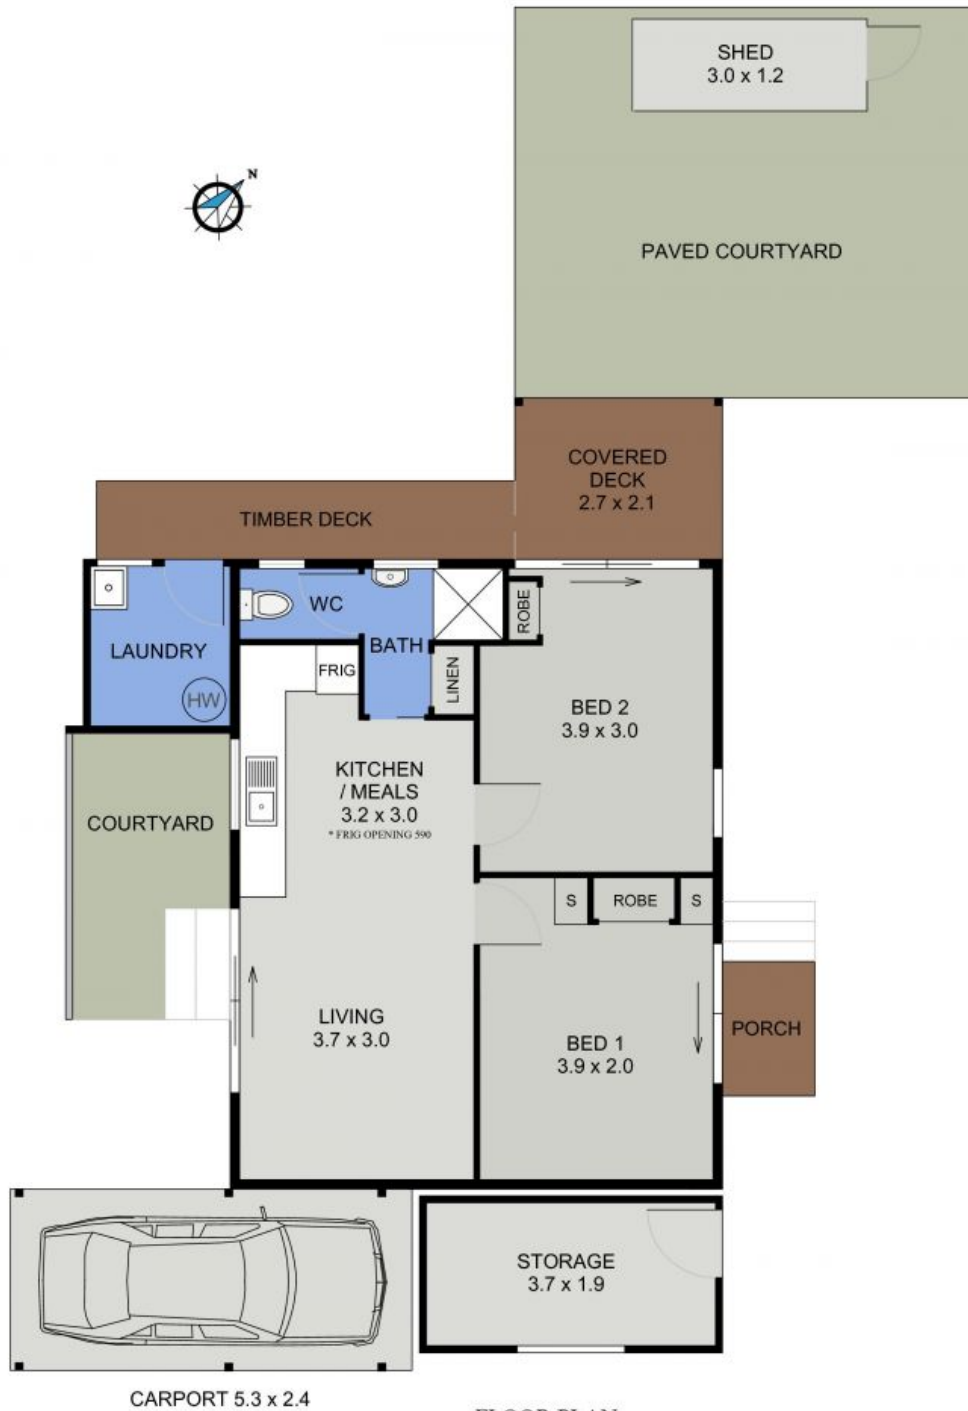 SHED
3.0 x 1.2
N
PAVED COURTYARD
COVERED
DECK
2.7 x 2.1
TIMBER DECK
WC
ROBE
BATH
LAUNDRY
FRIG
LINEN
HW
BED 2
3.9 x 3.0
KITCHEN
/ MEALS
3.2 x 3.0
* FRIG OPENING 590
COURTYARD
S
ROBE
S
LIVING
3.7 x 3.0
BED 1
3.9 x 2.0
PORCH
STORAGE
3.7 x 1.9
CARPORT 5.3 x 2.4
FLOOR PLAN